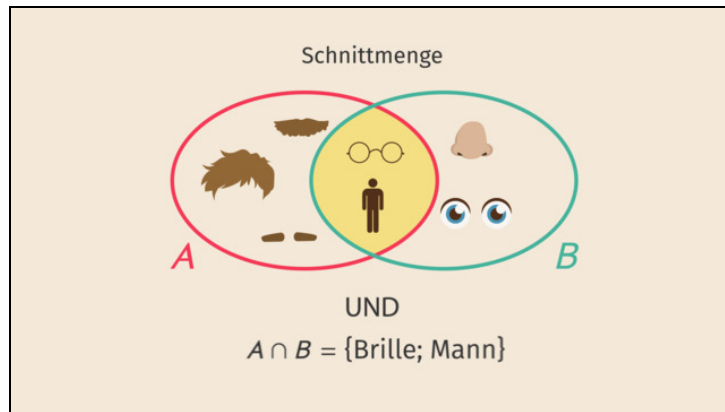 Schnittmenge
A
B
UND
A ∩ B = {Brille; Mann}